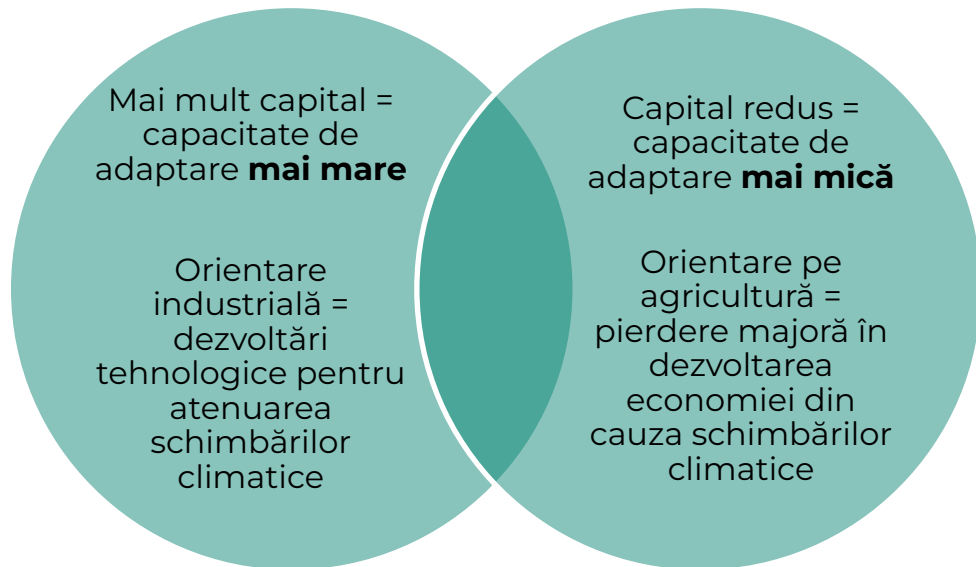 Mai mult capital =
capacitate de
adaptare mai mare
Orientare
industrială =
dezvoltări
tehnologice pentru
atenuarea
schimbărilor
climatice
Capital redus =
capacitate de
adaptare mai mică
Orientare pe
agricultură =
pierdere majoră în
dezvoltarea
economiei din
cauza schimbărilor
climatice